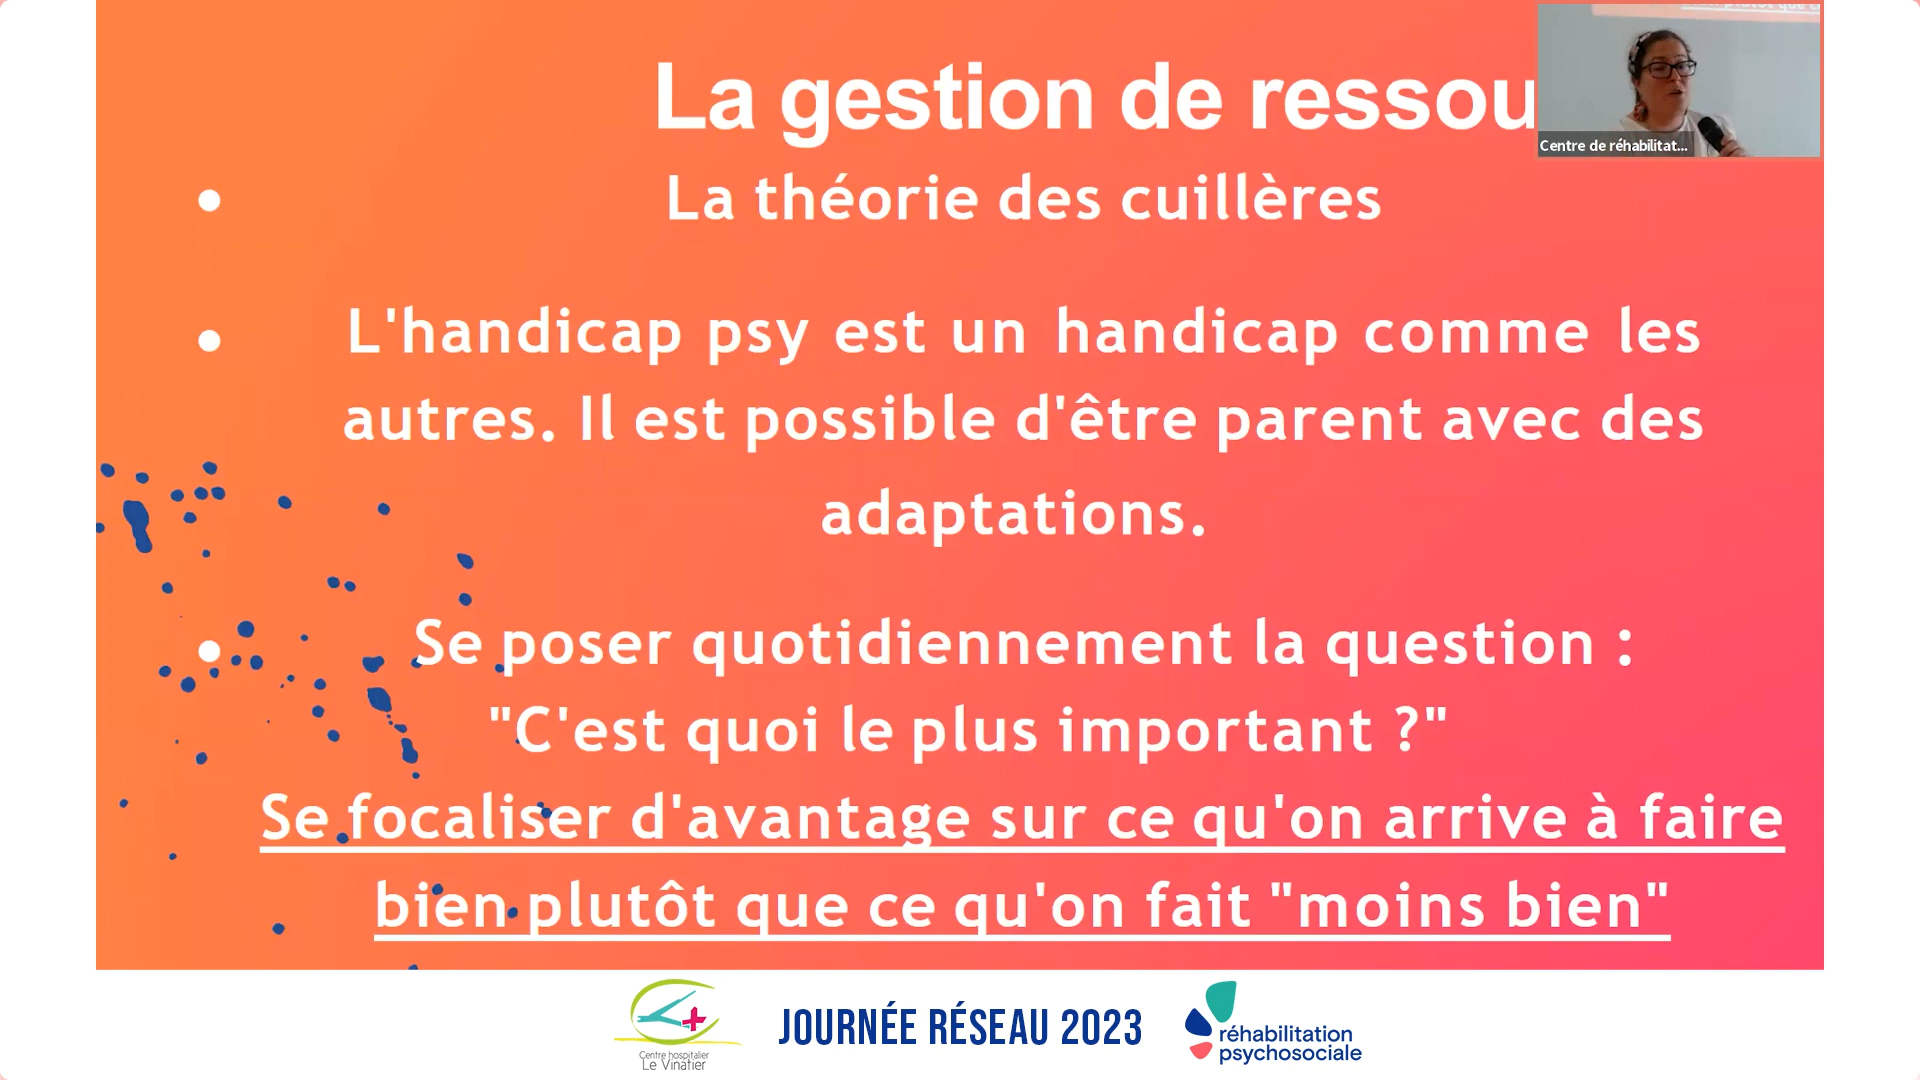 La gestion de ressou
Centre de réhabilitat...
La théorie des cuillères
L'handicap psy est un handicap comme les
autres. Il est possible d'être parent avec des
adaptations.
Se poser quotidiennement la question :
"C'est quoi le plus important ?"
Se focaliser d'avantage sur ce qu'on arrive à faire
bien plutôt que ce qu'on fait "moins bien"
Centre hospitalier
Le Vinatier
JOURNÉE RÉSEAU 2023
réhabilitation
psychosociale